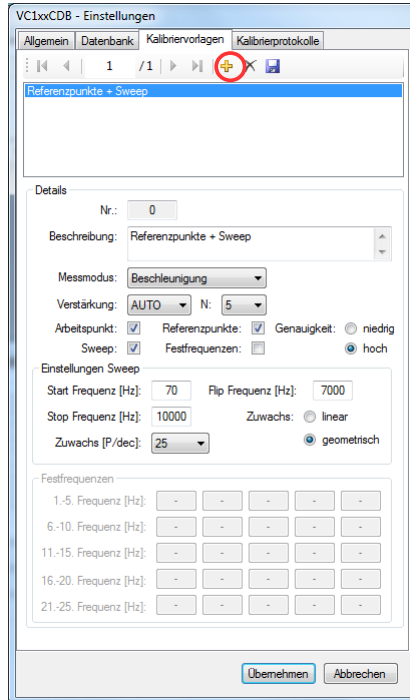 VC1xxCDB - Einstellungen
Allgemein Datenbank Kalibriervorlagen Kalibrierprotokolle
1 /1
Referenzpunkte + Sweep
Details
Nr.: 0
Beschreibung: Referenzpunkte + Sweep
Messmodus: Beschleunigung
Verstärkung: AUTO N: 5
Arbeitspunkt: Referenzpunkte: Genauigkeit: niedrig
Sweep: Festfrequenzen: hoch
Einstellungen Sweep
Start Frequenz [Hz]: 70 Flip Frequenz [Hz]: 7000
Stop Frequenz [Hz]: 10000 Zuwachs: linear
Zuwachs [P/dec]: 25 geometrisch
Festfrequenzen
1.-5. Frequenz [Hz]: - - - - -
6.-10. Frequenz [Hz]: - - - - -
11.-15. Frequenz [Hz]: - - - - -
16.-20. Frequenz [Hz]: - - - - -
21.-25. Frequenz [Hz]: - - - - -
Übernehmen Abbrechen